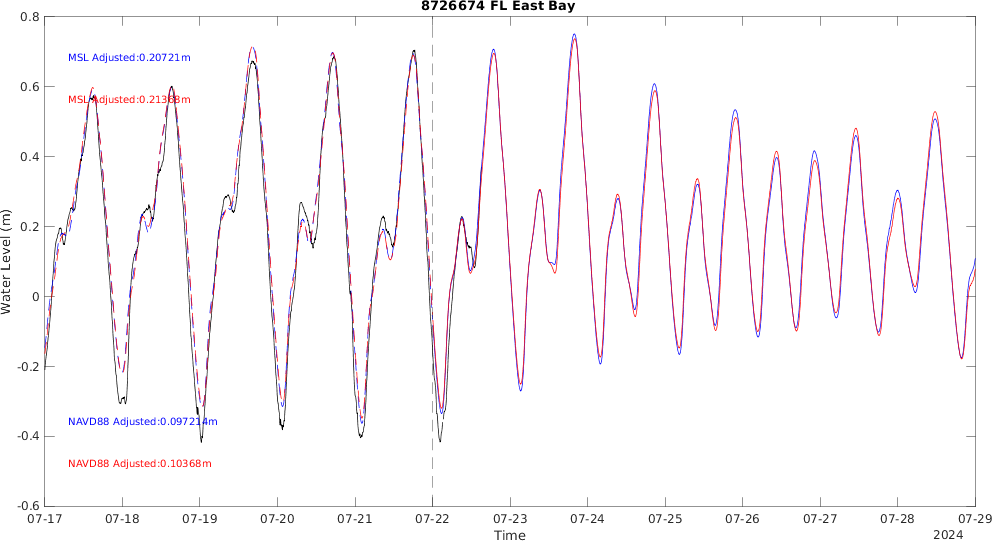 8726674 FL East Bay
0.8
0.6
0.4
0.2
0
-0.2
-0.4
-0.6
Water Level (m)
MSL Adjusted:0.20721m
MSL Adjusted:0.21368m
NAVD88 Adjusted:0.097214m
NAVD88 Adjusted:0.10368m
07-17 07-18 07-19 07-20 07-21 07-22 07-23 07-24 07-25 07-26 07-27 07-28 07-29
Time
2024